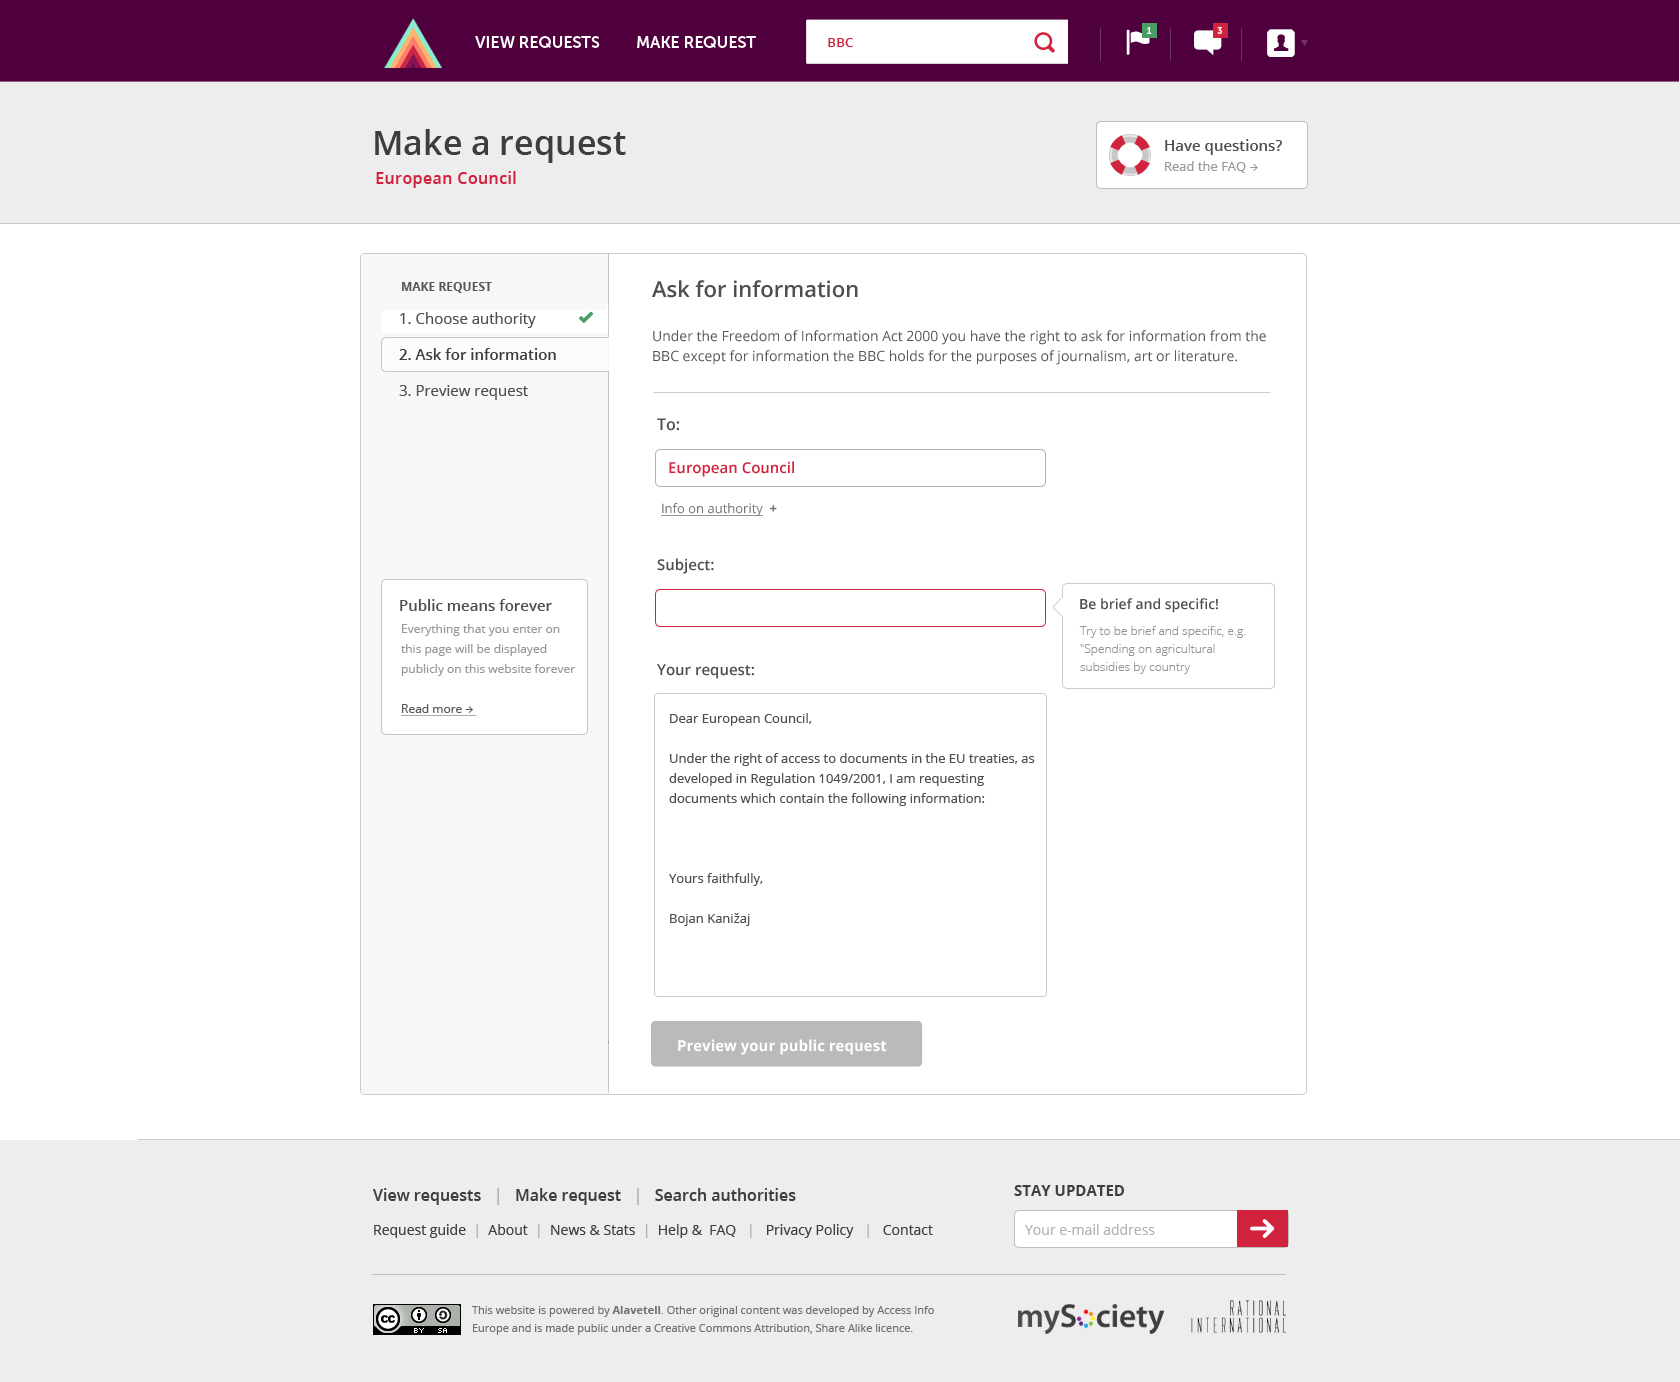 VIEW REQUESTS
MAKE REQUEST
BBC
1
3
Make a request
European Council
Have questions?
Read the FAQ →
MAKE REQUEST
1. Choose authority
2. Ask for information
3. Preview request
Public means forever
Everything that you enter on
this page will be displayed
publicly on this website forever
Read more →
Ask for information
Under the Freedom of Information Act 2000 you have the right to ask for information from the
BBC except for information the BBC holds for the purposes of journalism, art or literature.
To:
European Council
Info on authority +
Subject:
Be brief and specific!
Try to be brief and specific, e.g.
"Spending on agricultural
subsidies by country
Your request:
Dear European Council,
Under the right of access to documents in the EU treaties, as
developed in Regulation 1049/2001, I am requesting
documents which contain the following information:
Yours faithfully,
Bojan Kanižaj
Preview your public request
View requests | Make request | Search authorities
Request guide | About | News & Stats | Help & FAQ | Privacy Policy | Contact
STAY UPDATED
Your e-mail address
cc BY SA
This website is powered by Alavetell. Other original content was developed by Access Info
Europe and is made public under a Creative Commons Attribution, Share Alike licence.
mySociety
RATIONAL
INTERNATIONAL